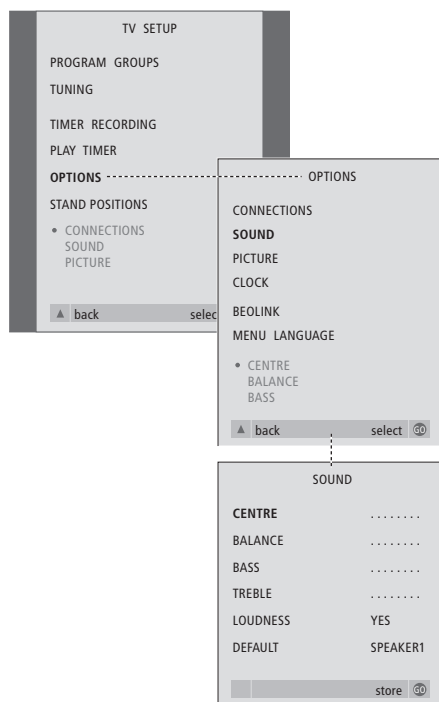 TV SETUP
PROGRAM GROUPS
TUNING
TIMER RECORDING
PLAY TIMER
OPTIONS
STAND POSITIONS
• CONNECTIONS
SOUND
PICTURE
▲ back selec
OPTIONS
CONNECTIONS
SOUND
PICTURE
CLOCK
BEOLINK
MENU LANGUAGE
• CENTRE
BALANCE
BASS
▲ back select GO
SOUND
CENTRE ........
BALANCE ........
BASS ........
TREBLE ........
LOUDNESS YES
DEFAULT SPEAKER1
store GO